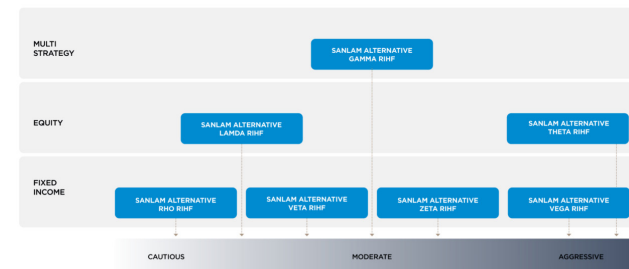 MULTI
STRATEGY
SANLAM ALTERNATIVE
GAMMA RIHF
EQUITY
SANLAM ALTERNATIVE
LAMDA RIHF
SANLAM ALTERNATIVE
THETA RIHF
FIXED
INCOME
SANLAM ALTERNATIVE
RHO RIHF
SANLAM ALTERNATIVE
VETA RIHF
SANLAM ALTERNATIVE
ZETA RIHF
SANLAM ALTERNATIVE
VEGA RIHF
CAUTIOUS
MODERATE
AGGRESSIVE